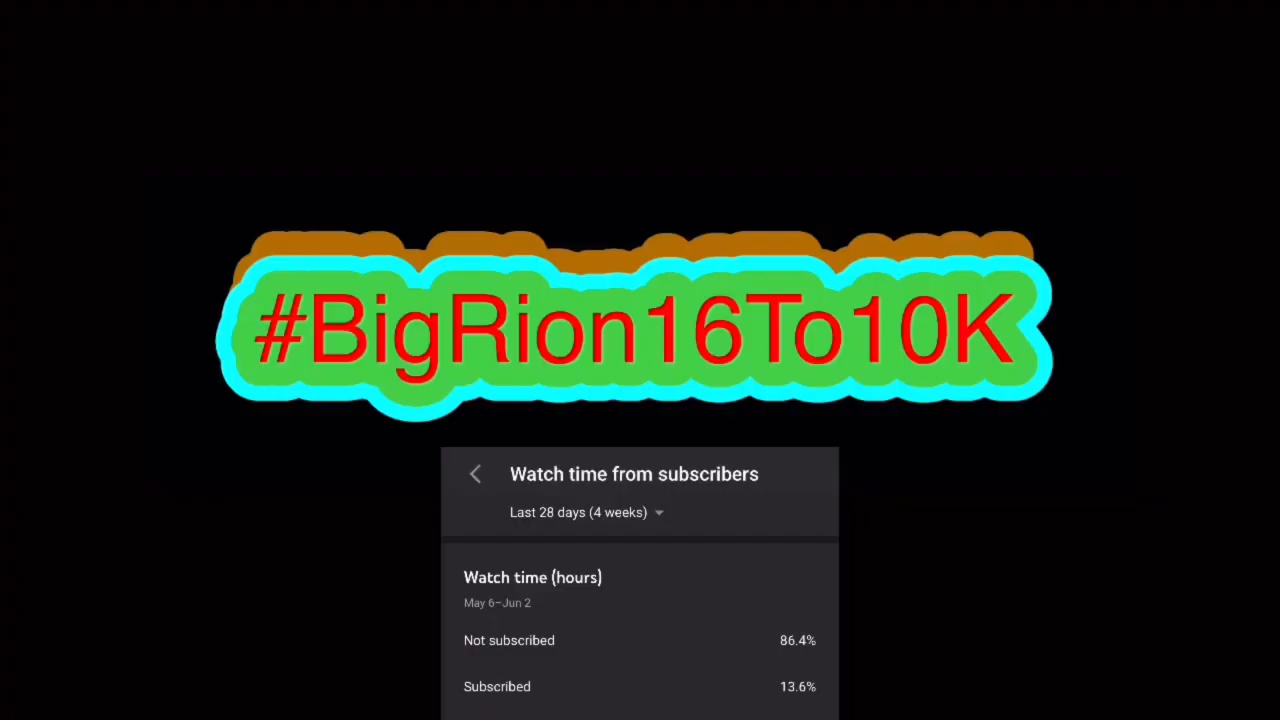 #BigRion16To10K
Watch time from subscribers
Last 28 days (4 weeks)
Watch time (hours)
May 6–Jun 2
Not subscribed 86.4%
Subscribed 13.6%